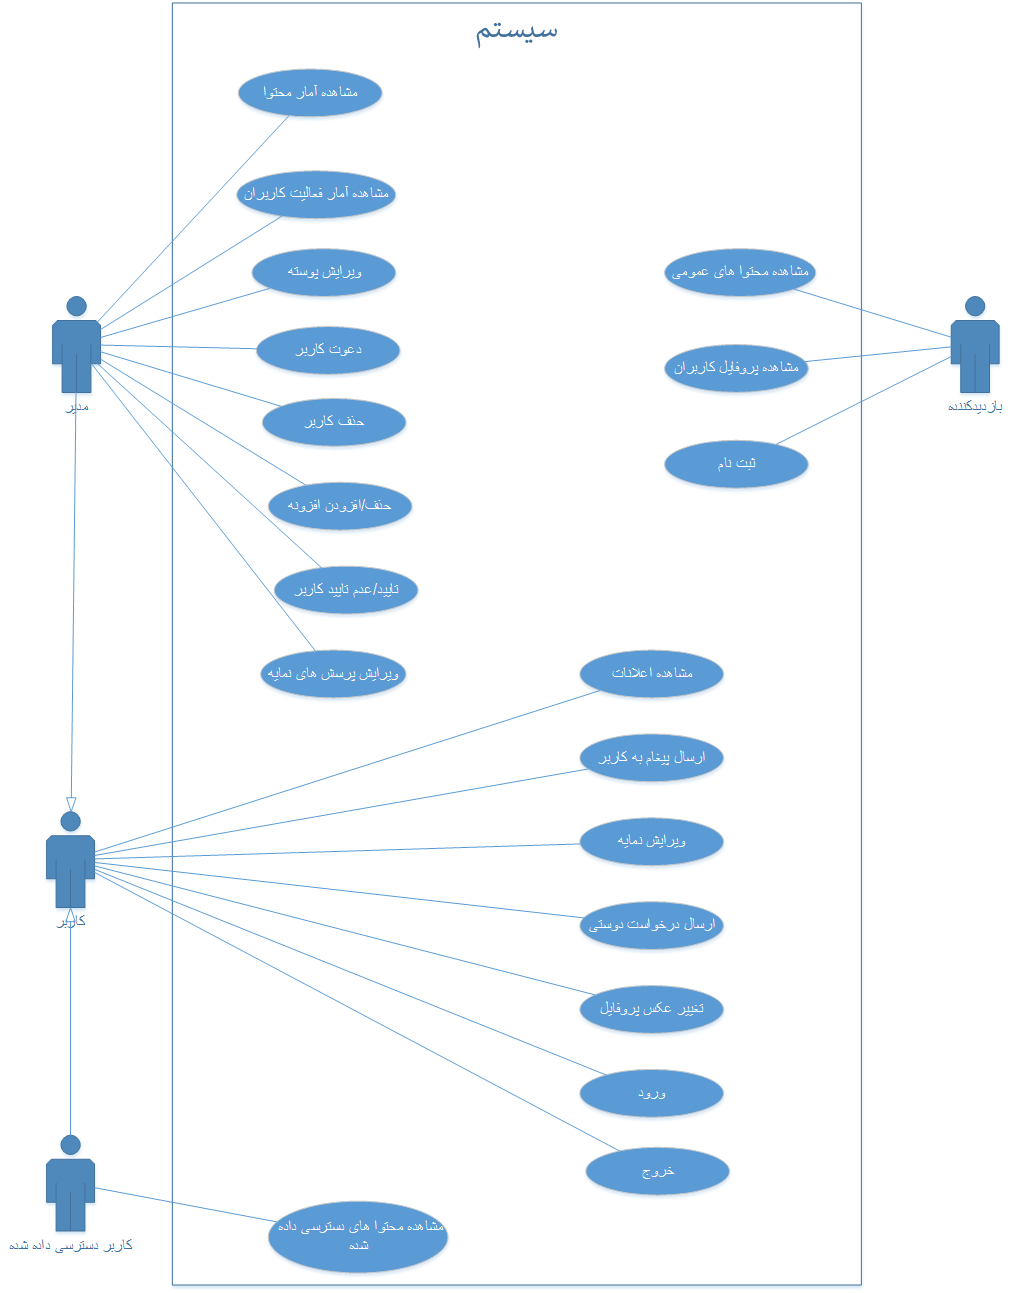 سیستم
مشاهده آمار محتوا
مشاهده آمار فعالیت کاربران
ویرایش پوسته
دعوت کاربر
حذف کاربر
حذف/افزودن افزونه
تایید/عدم تایید کاربر
ویرایش پرسش های نمایه
مدیر
مشاهده محتوا های عمومی
مشاهده پروفایل کاربران
ثبت نام
بازدیدکننده
مشاهده اعلانات
ارسال پیغام به کاربر
ویرایش نمایه
ارسال درخواست دوستی
تغییر عکس پروفایل
ورود
خروج
کاربر
مشاهده محتوا های دسترسی داده
شده
کاربر دسترسی داده شده